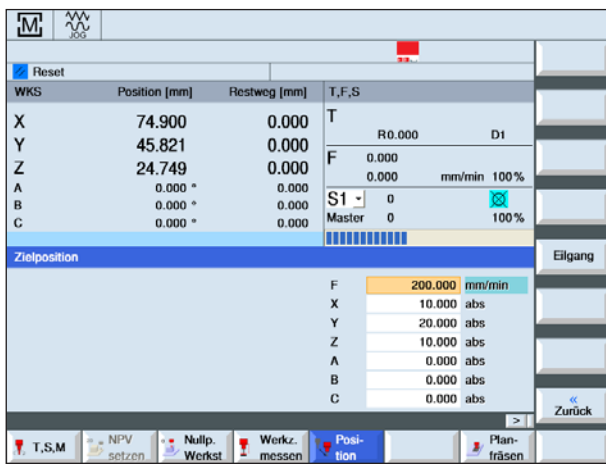 M
JOG
Reset
WKS Position [mm] Restweg [mm] T,F,S
X 74.900 0.000 T
R0.000 D1
Y 45.821 0.000
Z 24.749 0.000 F 0.000
0.000 mm/min 100%
A 0.000 ° 0.000
B 0.000 ° 0.000 S1 0
C 0.000 ° 0.000 Master 0 100%
Zielposition Eilgang
F 200.000 mm/min
X 10.000 abs
Y 20.000 abs
Z 10.000 abs
A 0.000 abs
B 0.000 abs
C 0.000 abs
« Zurück
>
T,S,M
NPV setzen
Nullp. Werkst
Werkz. messen
Posi- tion
Plan- fräsen